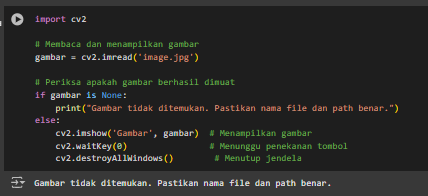 import cv2
# Membaca dan menampilkan gambar
gambar = cv2.imread('image.jpg')
# Periksa apakah gambar berhasil dimuat
if gambar is None:
print("Gambar tidak ditemukan. Pastikan nama file dan path benar.")
else:
cv2.imshow('Gambar', gambar)  # Menampilkan gambar
cv2.waitKey(0)  # Menunggu penekanan tombol
cv2.destroyAllWindows()  # Menutup jendela
Gambar tidak ditemukan. Pastikan nama file dan path benar.